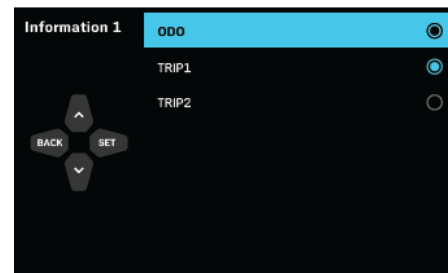 Information 1
ODO
TRIP1
TRIP2
BACK
SET